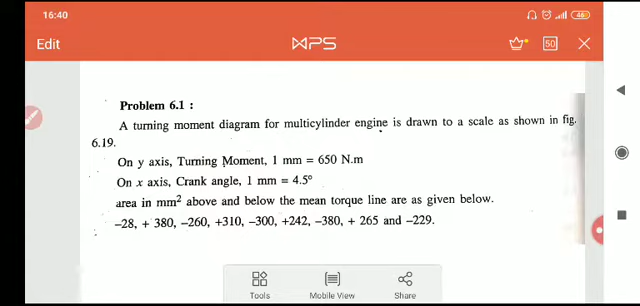 16:40
Edit
WPS
50
Problem 6.1 :
A turning moment diagram for multicylinder engine is drawn to a scale as shown in fig.
6.19.
On y axis, Turning Moment, 1 mm = 650 N.m
On x axis, Crank angle, 1 mm = 4.5°
area in mm² above and below the mean torque line are as given below.
–28, + 380, –260, +310, –300, +242, –380, + 265 and –229.
Tools
Mobile View
Share